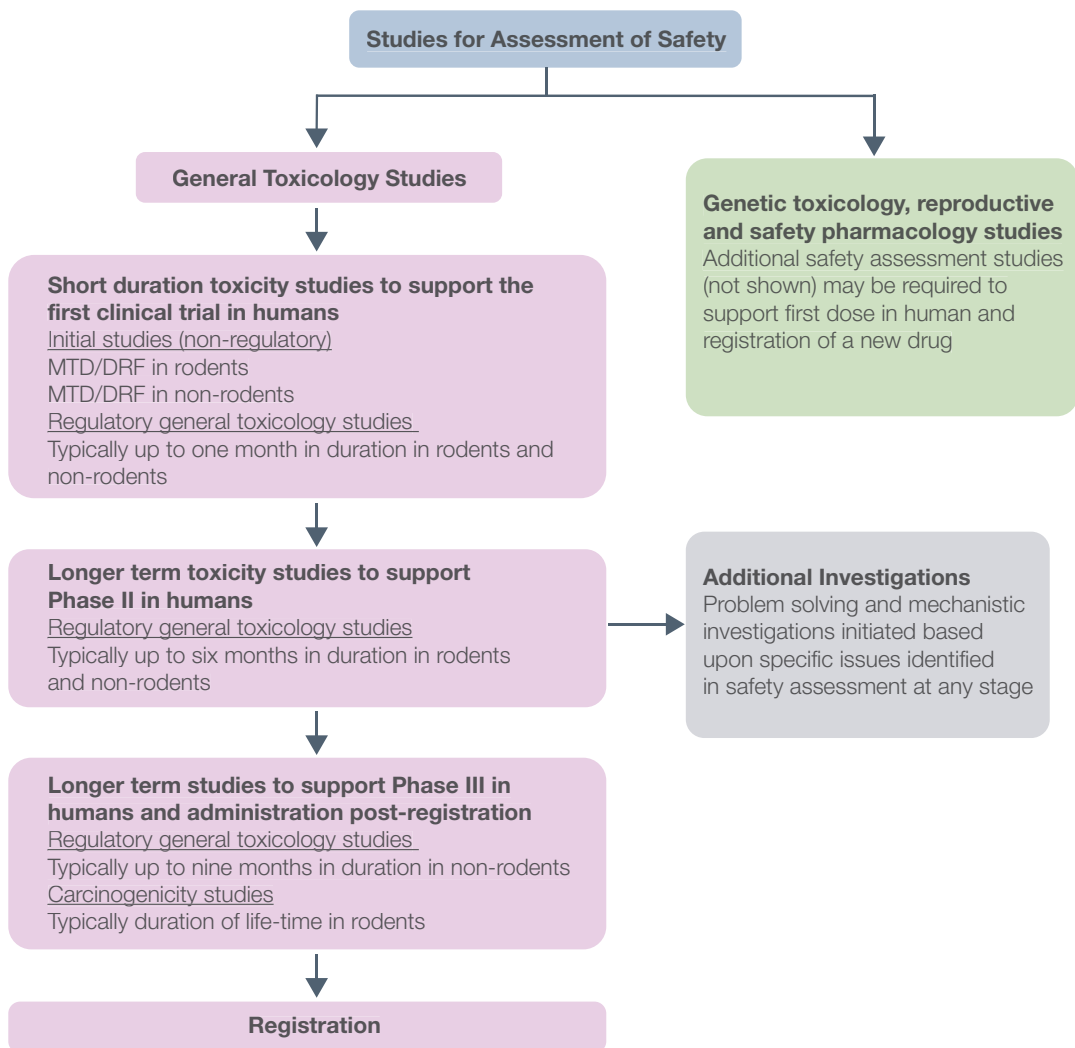 Studies for Assessment of Safety
General Toxicology Studies
Genetic toxicology, reproductive
and safety pharmacology studies
Additional safety assessment studies
(not shown) may be required to
support first dose in human and
registration of a new drug
Short duration toxicity studies to support the
first clinical trial in humans
Initial studies (non-regulatory)
MTD/DRF in rodents
MTD/DRF in non-rodents
Regulatory general toxicology studies
Typically up to one month in duration in rodents and
non-rodents
Longer term toxicity studies to support
Phase II in humans
Regulatory general toxicology studies
Typically up to six months in duration in rodents
and non-rodents
Additional Investigations
Problem solving and mechanistic
investigations initiated based
upon specific issues identified
in safety assessment at any stage
Longer term studies to support Phase III in
humans and administration post-registration
Regulatory general toxicology studies
Typically up to nine months in duration in non-rodents
Carcinogenicity studies
Typically duration of life-time in rodents
Registration